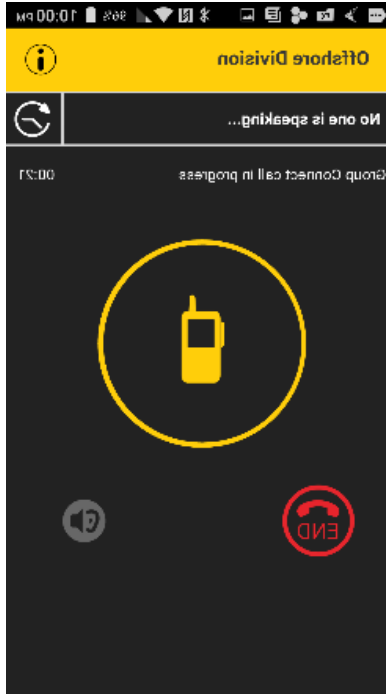 96% 10:00 PM
Offshore Division
No one is speaking...
Group Connect call in progress 00:21
END